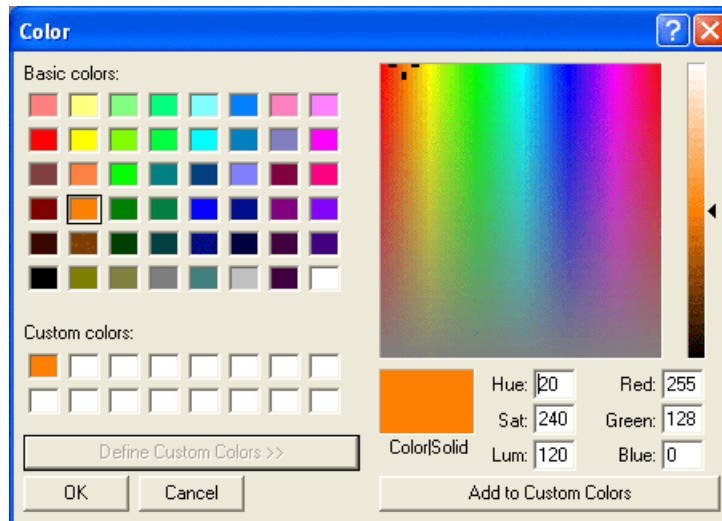 Color
Basic colors:
Custom colors:
Define Custom Colors >>
OK Cancel
Color|Solid
Hue: 20 Red: 255
Sat: 240 Green: 128
Lum: 120 Blue: 0
Add to Custom Colors